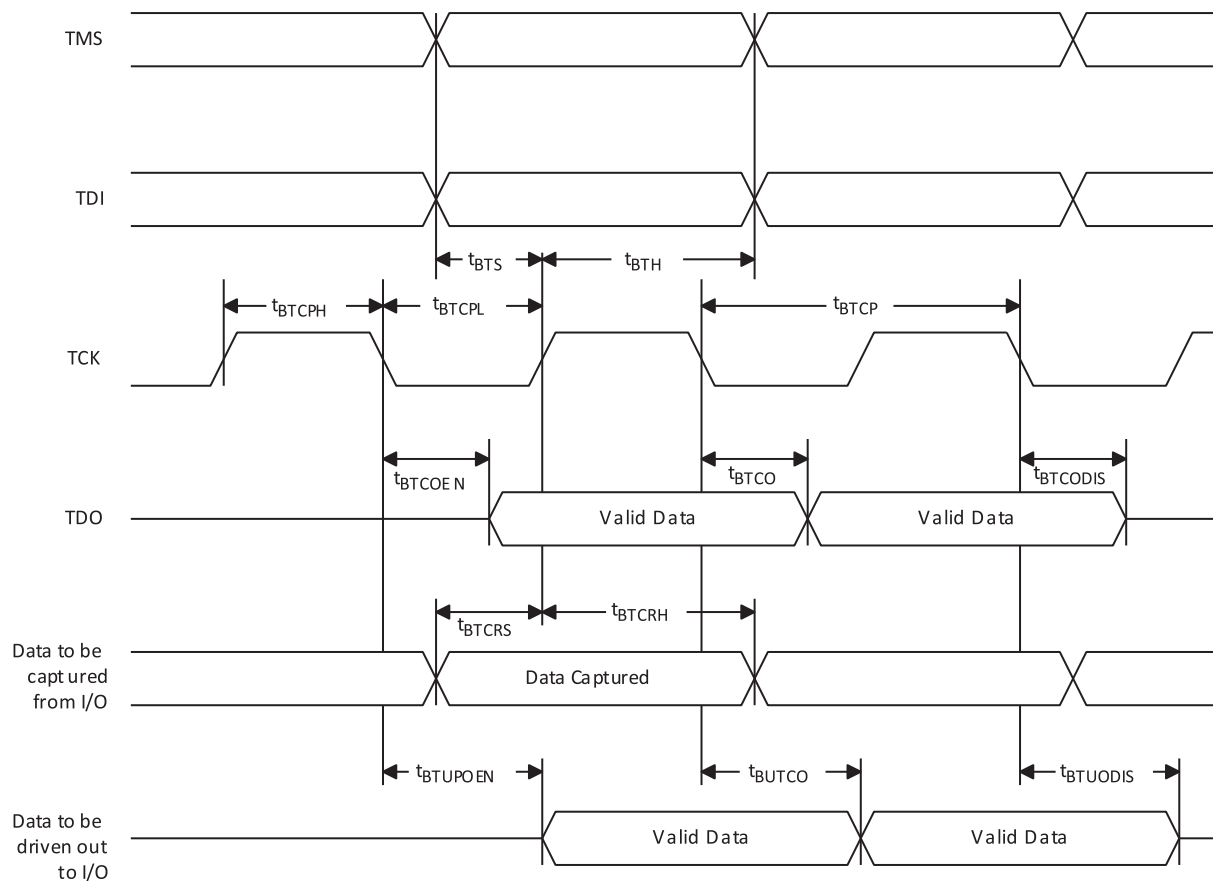 TMS
TDI
tBTS
tBTH
tBTCPH
tBTCPL
tBTCP
TCK
tBTCOEN
tBTCO
tBTCODIS
TDO
Valid Data
Valid Data
tBTCRS
tBTCRH
Data to be
captured
from I/O
Data Captured
tBTUPOEN
tBUTCO
tBTUODIS
Data to be
driven out
to I/O
Valid Data
Valid Data